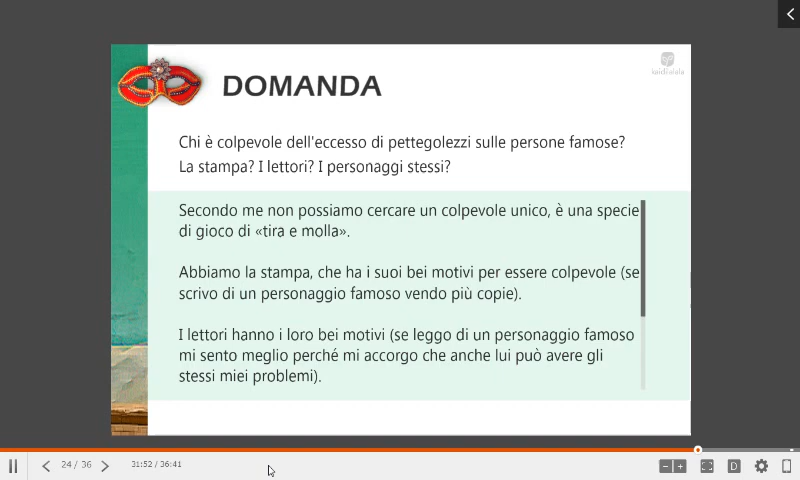 kaidifalala
DOMANDA
Chi è colpevole dell'eccesso di pettegolezzi sulle persone famose?
La stampa? I lettori? I personaggi stessi?
Secondo me non possiamo cercare un colpevole unico, è una specie
di gioco di «tira e molla».
Abbiamo la stampa, che ha i suoi bei motivi per essere colpevole (se
scrivo di un personaggio famoso vendo più copie).
I lettori hanno i loro bei motivi (se leggo di un personaggio famoso
mi sento meglio perché mi accorgo che anche lui può avere gli
stessi miei problemi).
24 / 36
31:52 / 36:41
D